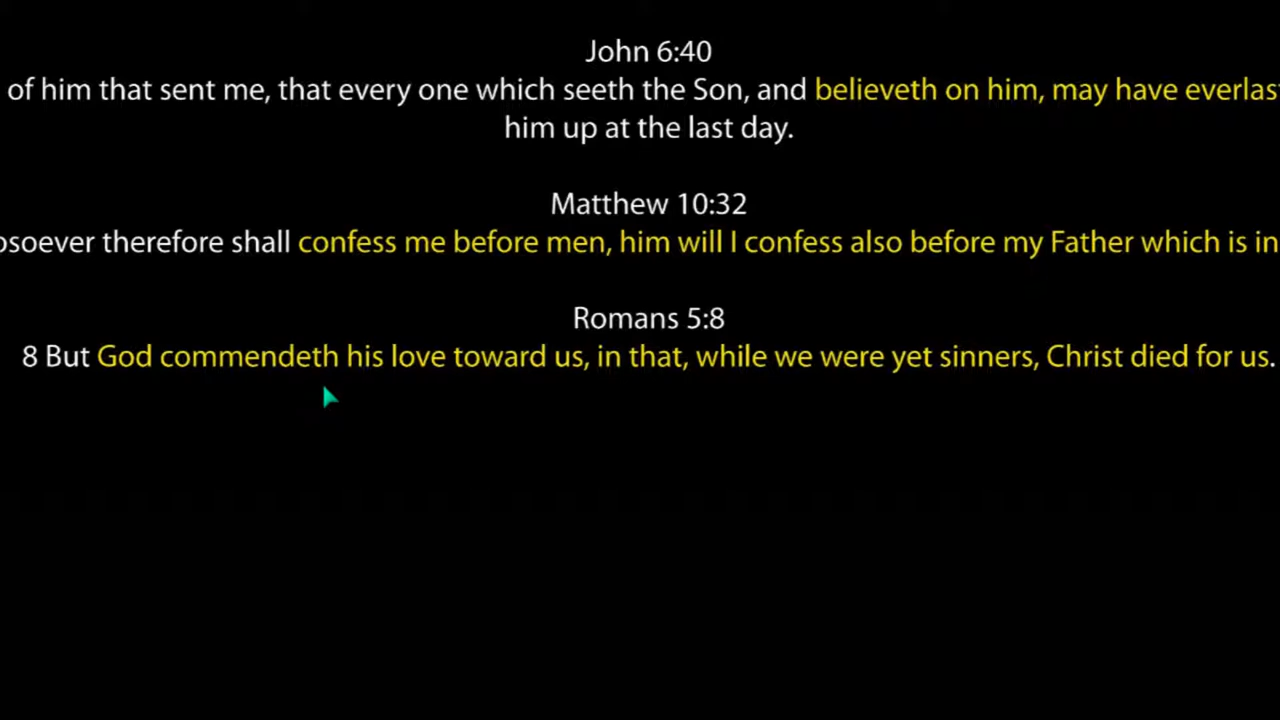 John 6:40
of him that sent me, that every one which seeth the Son, and believeth on him, may have
him up at the last day.
Matthew 10:32
therefore shall confess me before men, him will I confess also before my Father which is in
Romans 5:8
8 But God commendeth his love toward us, in that, while we were yet sinners, Christ died for us.